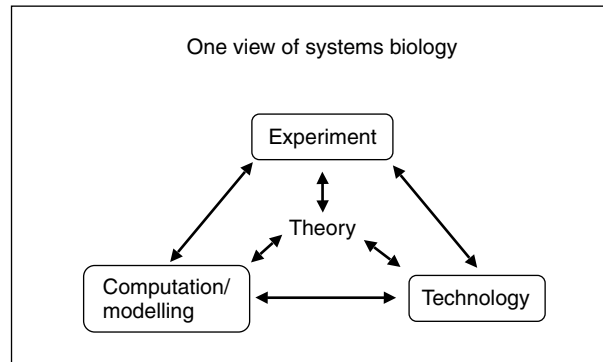 One view of systems biology
Experiment
Theory
Computation/
modelling
Technology